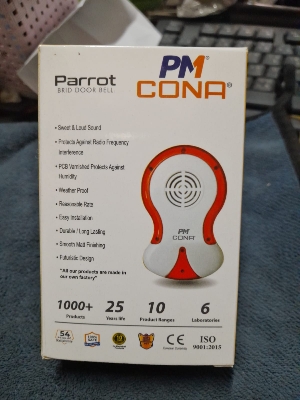 Parrot
BRID DOOR BELL
PM®
CONA®
• Sweet & Loud Sound
• Protects Against Radio Frequency
Interference
• PCB Varnished Protects Against
Humidity
• Weather Proof
• Reasonable Rate
• Easy Installation
• Durable / Long Lasting
• Smooth Matt Finishing
• Futuristic Design
"All our products are made in
our own factory"
PM
CONA
1000+
Products
25
Years life
10
Product Ranges
6
Laboratories
54
CE
ISO
9001:2015